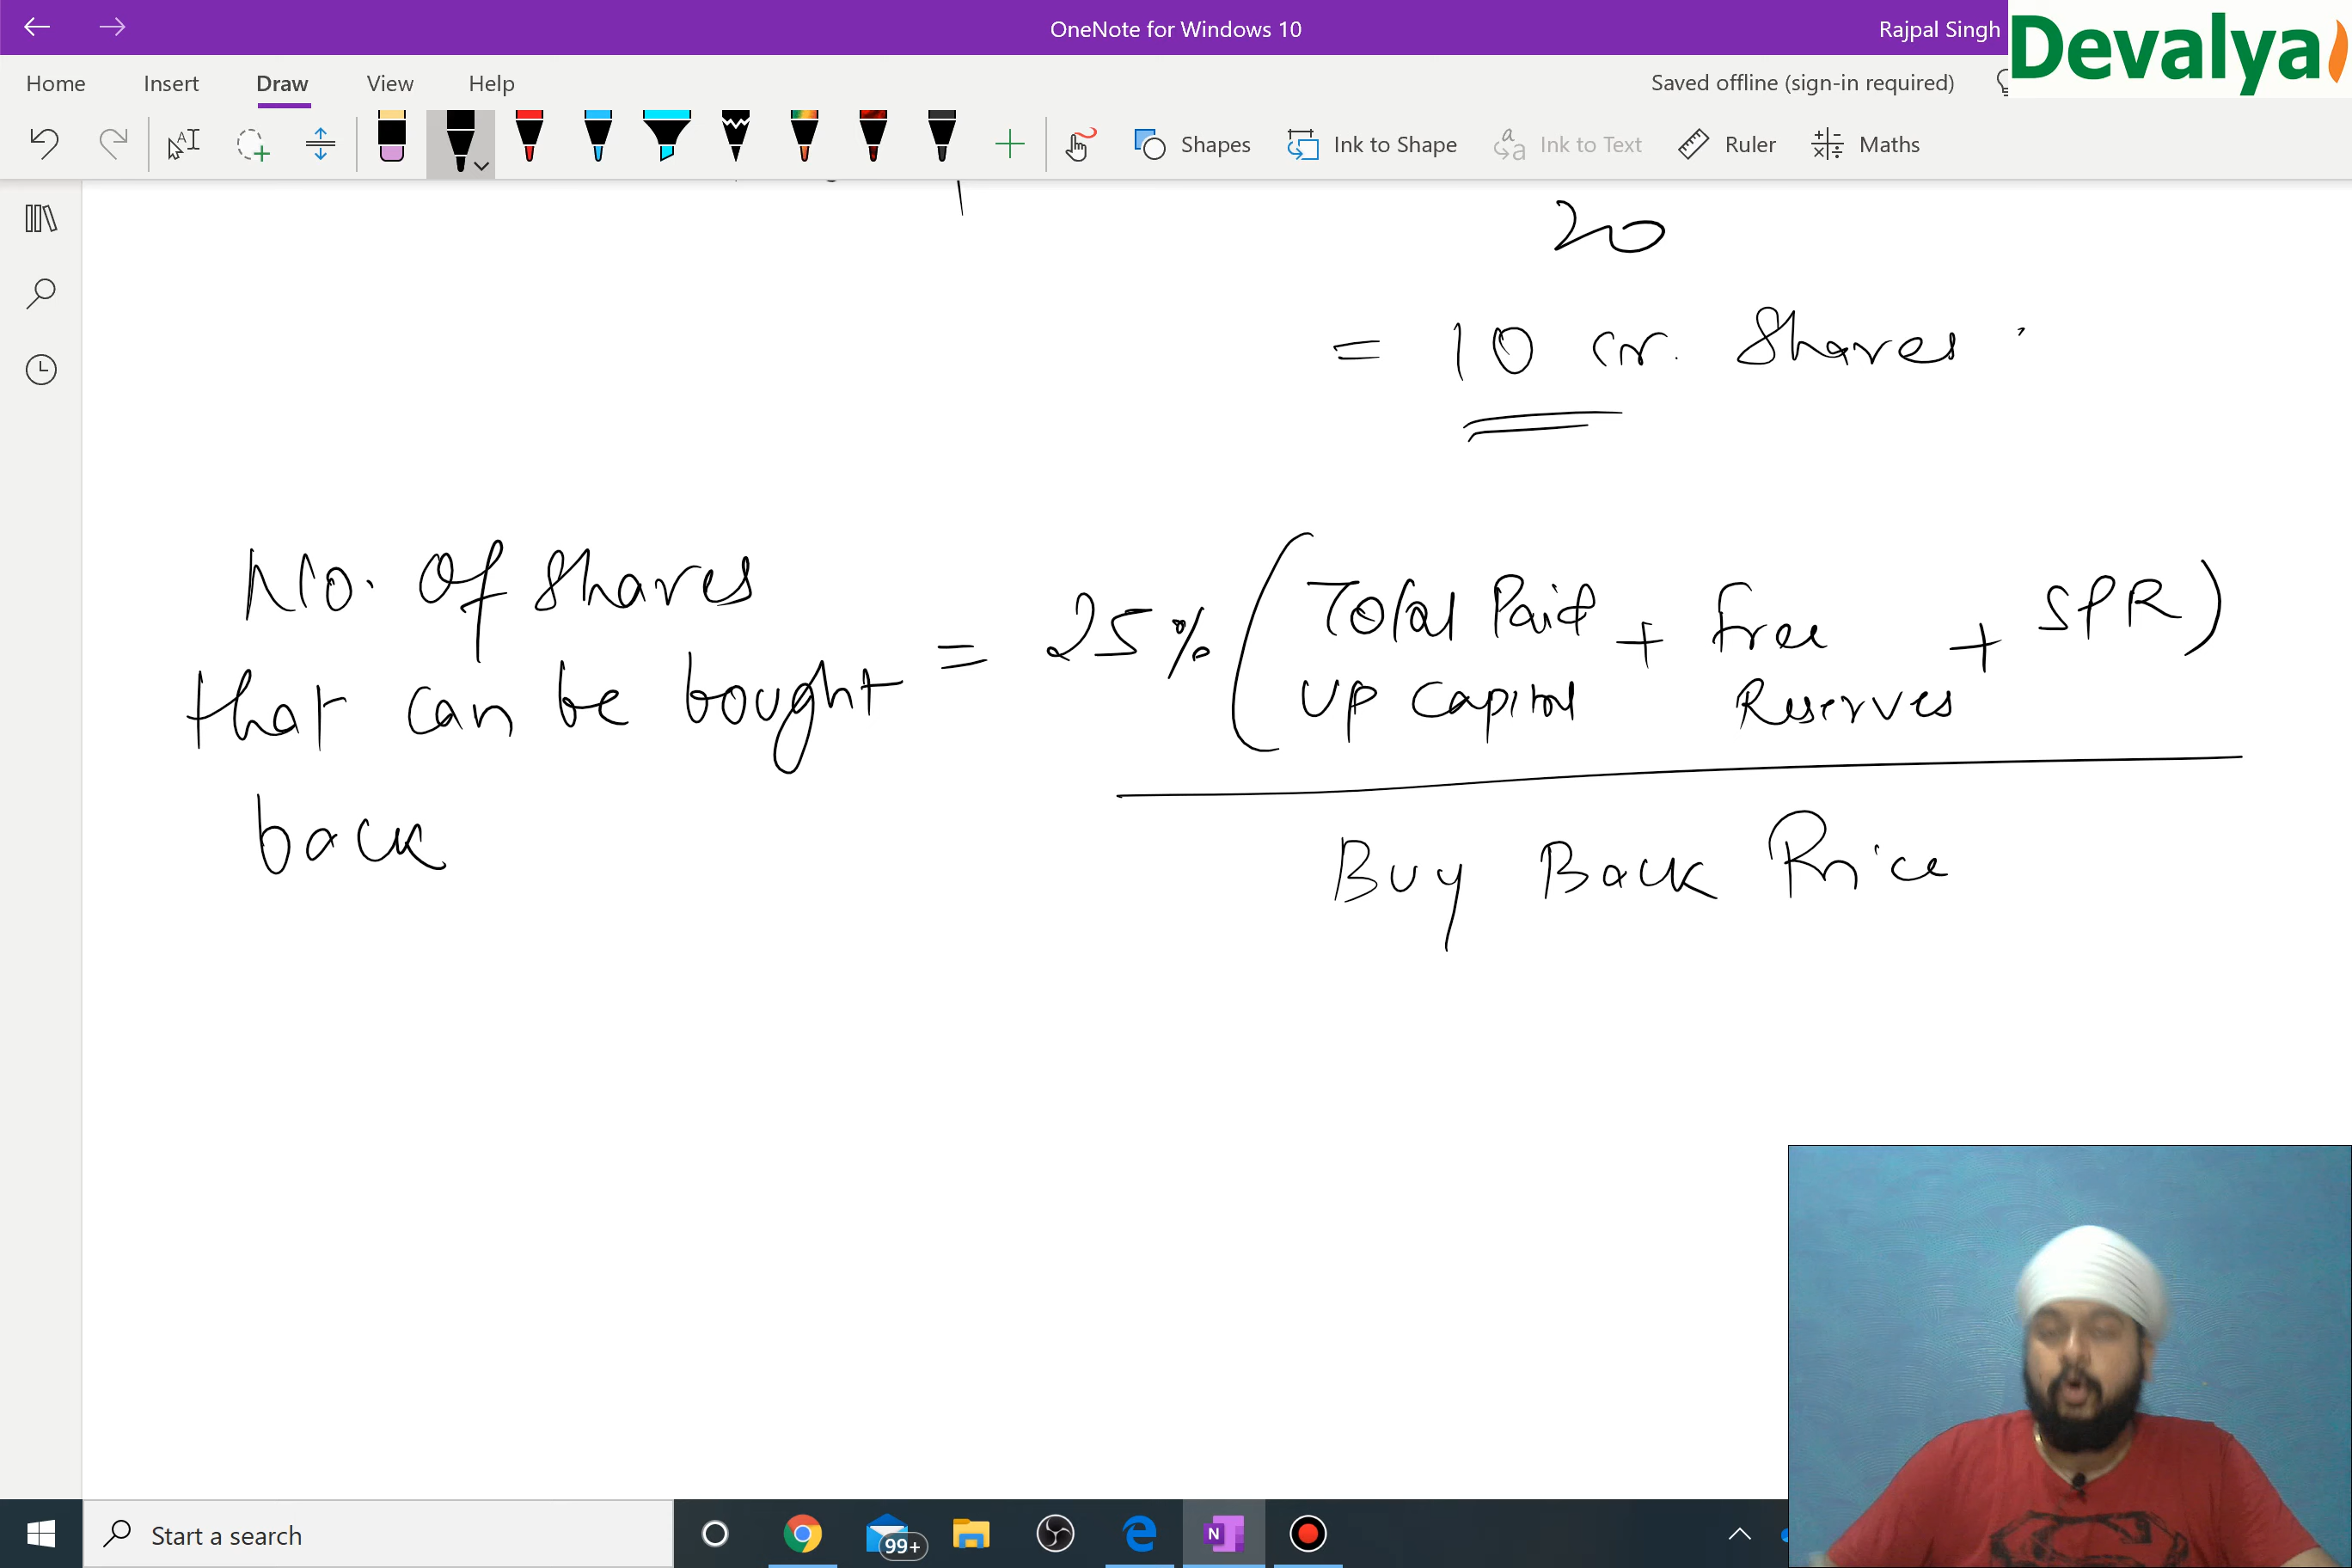 OneNote for Windows 10
Rajpal Singh
Devalya
Home Insert Draw View Help
Saved offline (sign-in required)
Shapes Ink to Shape Ink to Text Ruler Maths
20
= 10 cr. Shares
No. Of Shares
that can be bought
back
= 25% (Total Paid Up Capital + Free Reserves + SPR)
Buy Back Price
Start a search
99+
N